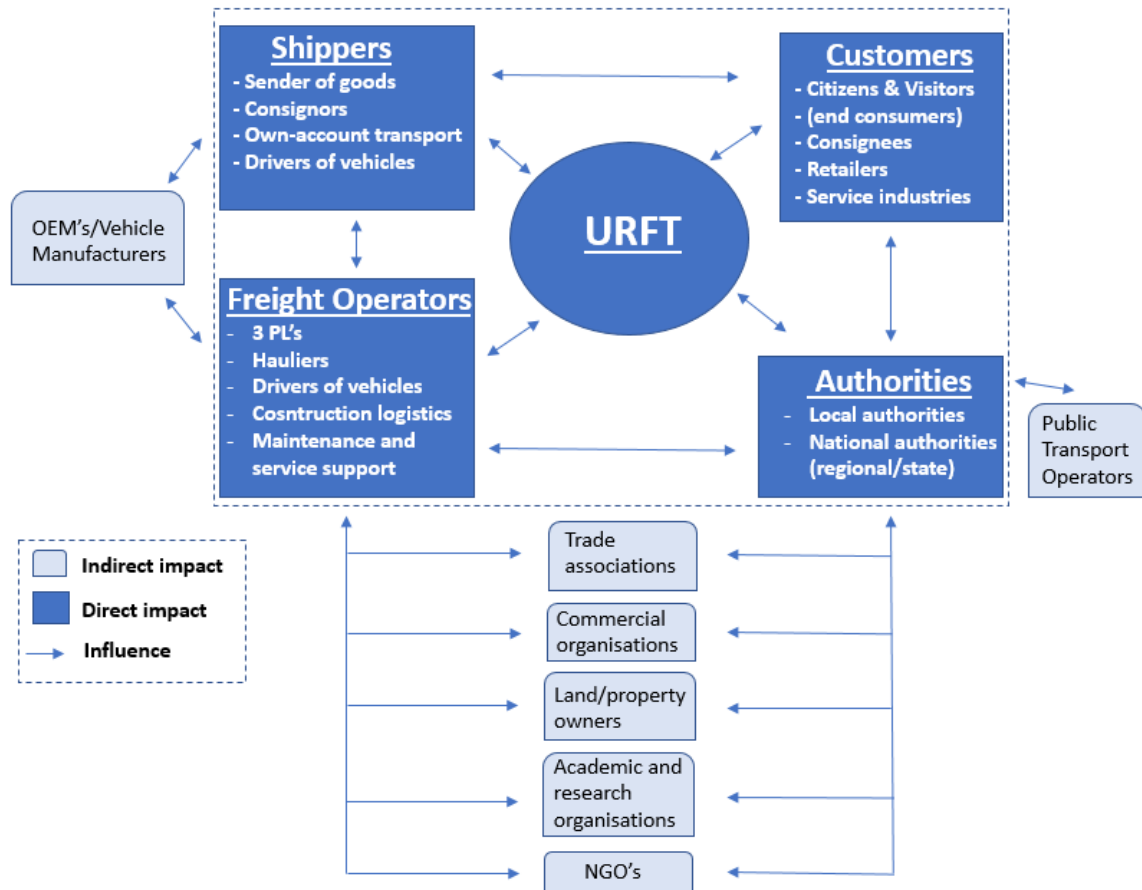 Shippers
- Sender of goods
- Consignors
- Own-account transport
- Drivers of vehicles
Customers
- Citizens & Visitors
- (end consumers)
- Consignees
- Retailers
- Service industries
OEM's/Vehicle
Manufacturers
URFT
Freight Operators
- 3 PL's
- Hauliers
- Drivers of vehicles
- Cosntruction logistics
- Maintenance and
service support
Authorities
- Local authorities
- National authorities
(regional/state)
Public
Transport
Operators
Indirect impact
Direct impact
Influence
Trade
associations
Commercial
organisations
Land/property
owners
Academic and
research
organisations
NGO's